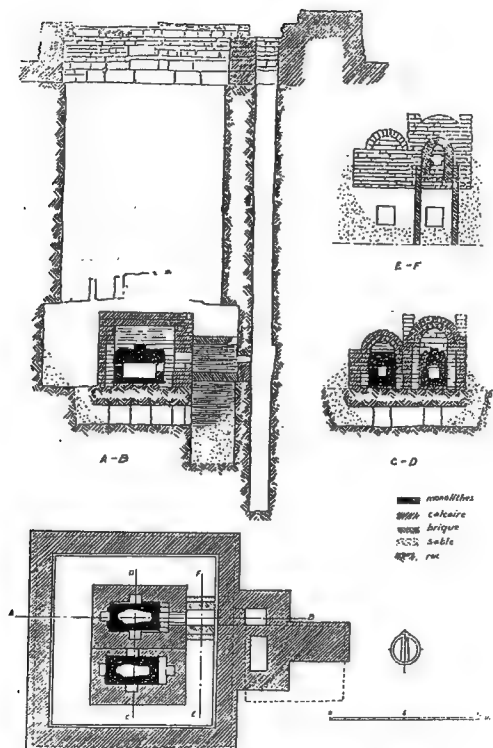 E-F
A-B
C-D
monolithes
calcaire
brique
sable
roc
D F
A B
C E